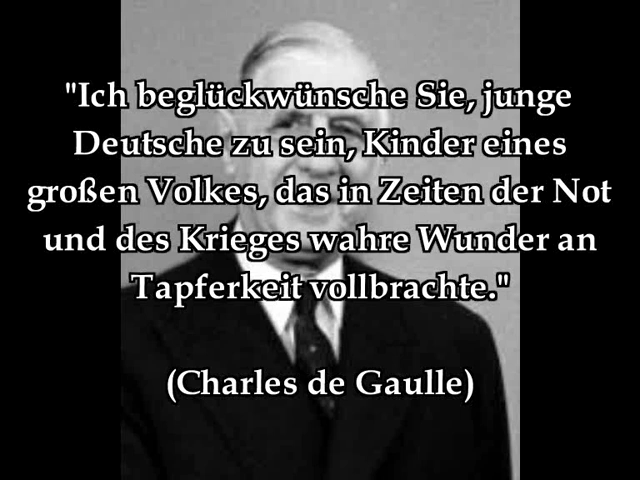 "Ich beglückwünsche Sie, junge
Deutsche zu sein, Kinder eines
großen Volkes, das in Zeiten der Not
und des Krieges wahre Wunder an
Tapferkeit vollbrachte."
(Charles de Gaulle)